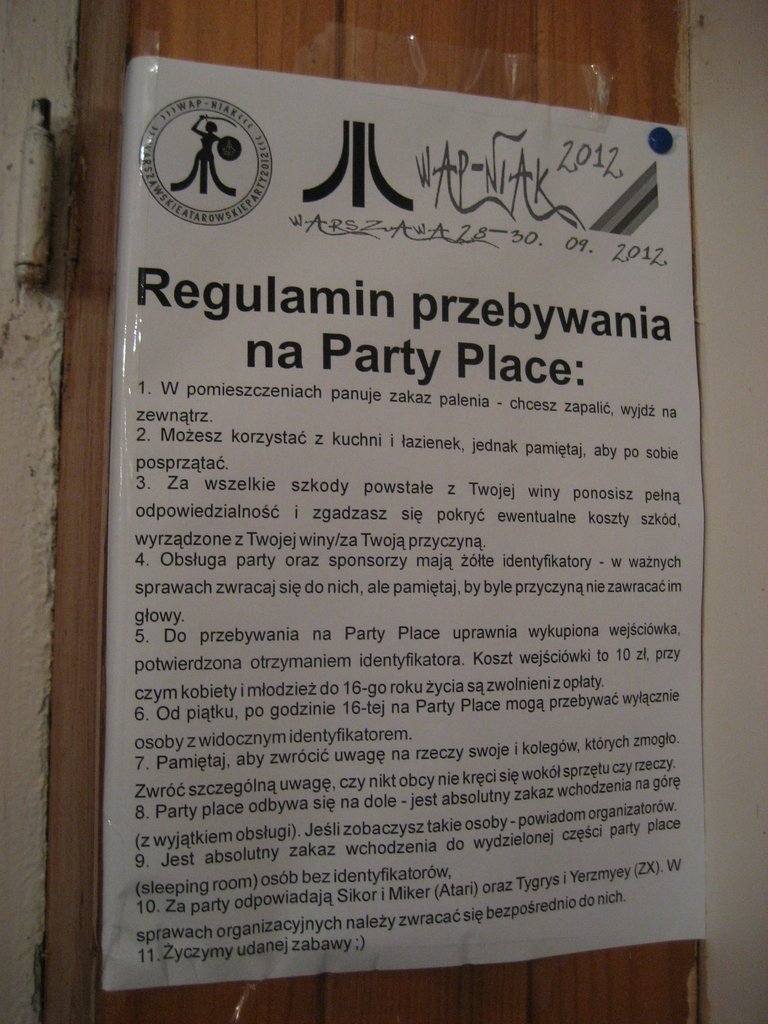 )))WAP-NIAK(((
WARSZAWSKIEATAROWSKIEPARTY2012
WAP-NIAK 2012
WARSZAWA 28-30. 09. 2012
Regulamin przebywania
na Party Place:
1. W pomieszczeniach panuje zakaz palenia - chcesz zapalić, wyjdź na
zewnątrz.
2. Możesz korzystać z kuchni i łazienek, jednak pamiętaj, aby po sobie
posprzątać.
3. Za wszelkie szkody powstałe z Twojej winy ponosisz pełną
odpowiedzialność i zgadzasz się pokryć ewentualne koszty szkód,
wyrządzone z Twojej winy/za Twoją przyczyną.
4. Obsługa party oraz sponsorzy mają żółte identyfikatory - w ważnych
sprawach zwracaj się do nich, ale pamiętaj, by byle przyczyną nie zawracać im
głowy.
5. Do przebywania na Party Place uprawnia wykupiona wejściówka,
potwierdzona otrzymaniem identyfikatora. Koszt wejściówki to 10 zł, przy
czym kobiety i młodzież do 16-go roku życia są zwolnieni z opłaty.
6. Od piątku, po godzinie 16-tej na Party Place mogą przebywać wyłącznie
osoby z widocznym identyfikatorem.
7. Pamiętaj, aby zwrócić uwagę na rzeczy swoje i kolegów, których zmogło.
Zwróć szczególną uwagę, czy nikt obcy nie kręci się wokół sprzętu czy rzeczy.
8. Party place odbywa się na dole - jest absolutny zakaz wchodzenia na górę
(z wyjątkiem obsługi). Jeśli zobaczysz takie osoby - powiadom organizatorów.
9. Jest absolutny zakaz wchodzenia do wydzielonej części party place
(sleeping room) osób bez identyfikatorów,
10. Za party odpowiadają Sikor i Miker (Atari) oraz Tygrys i Yerzmyey (ZX). W
sprawach organizacyjnych należy zwracać się bezpośrednio do nich.
11. Życzymy udanej zabawy ;)